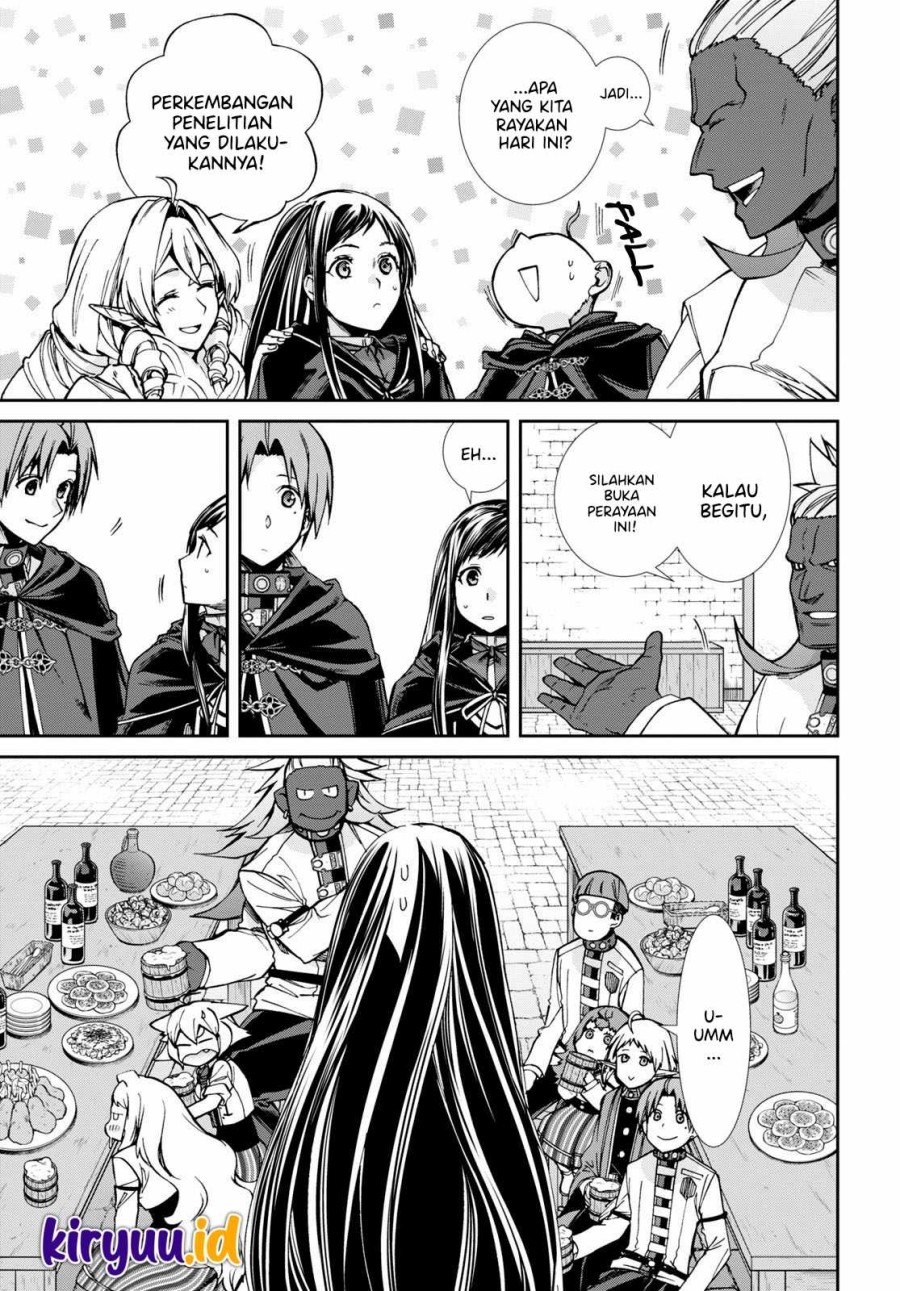 JADI...
...APA
YANG KITA
RAYAKAN
HARI INI?
FALL
PERKEMBANGAN
PENELITIAN
YANG DILAKU-
KANNYA!
KALAU
BEGITU,
SILAHKAN
BUKA
PERAYAAN
INI!
EH...
U-
UMM
...
kiryuu.id